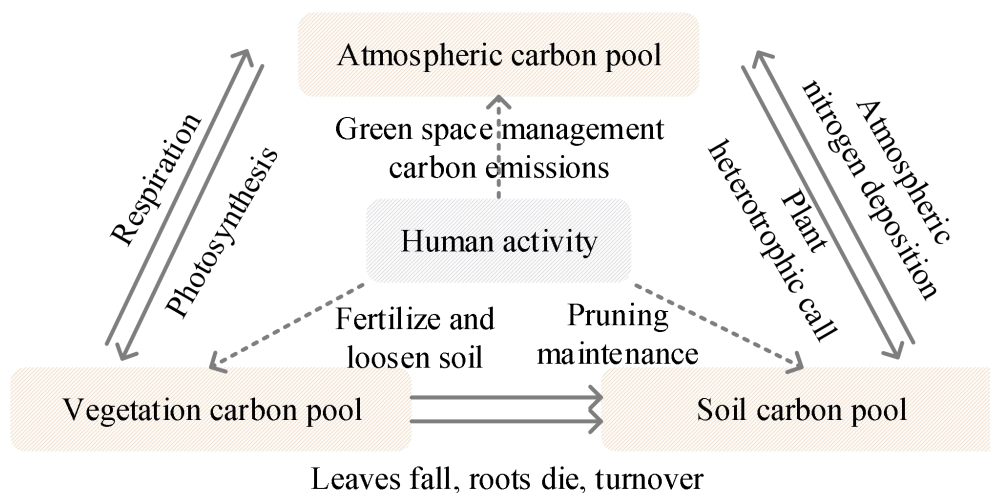 Atmospheric carbon pool
Green space management
carbon emissions
Respiration
Photosynthesis
Atmospheric
nitrogen deposition
Plant
heterotrophic call
Human activity
Fertilize and
loosen soil
Pruning
maintenance
Vegetation carbon pool
Soil carbon pool
Leaves fall, roots die, turnover